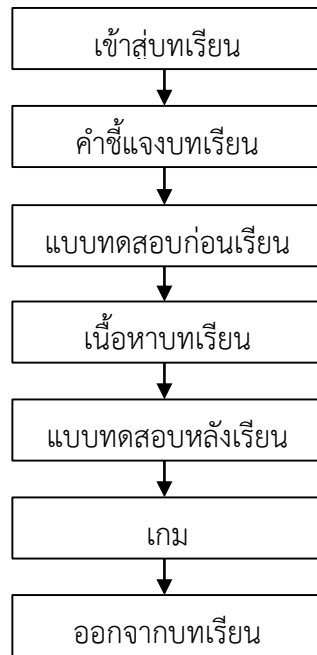 เข้าสู่บทเรียน
คำชี้แจงบทเรียน
แบบทดสอบก่อนเรียน
เนื้อหาบทเรียน
แบบทดสอบหลังเรียน
เกม
ออกจากบทเรียน